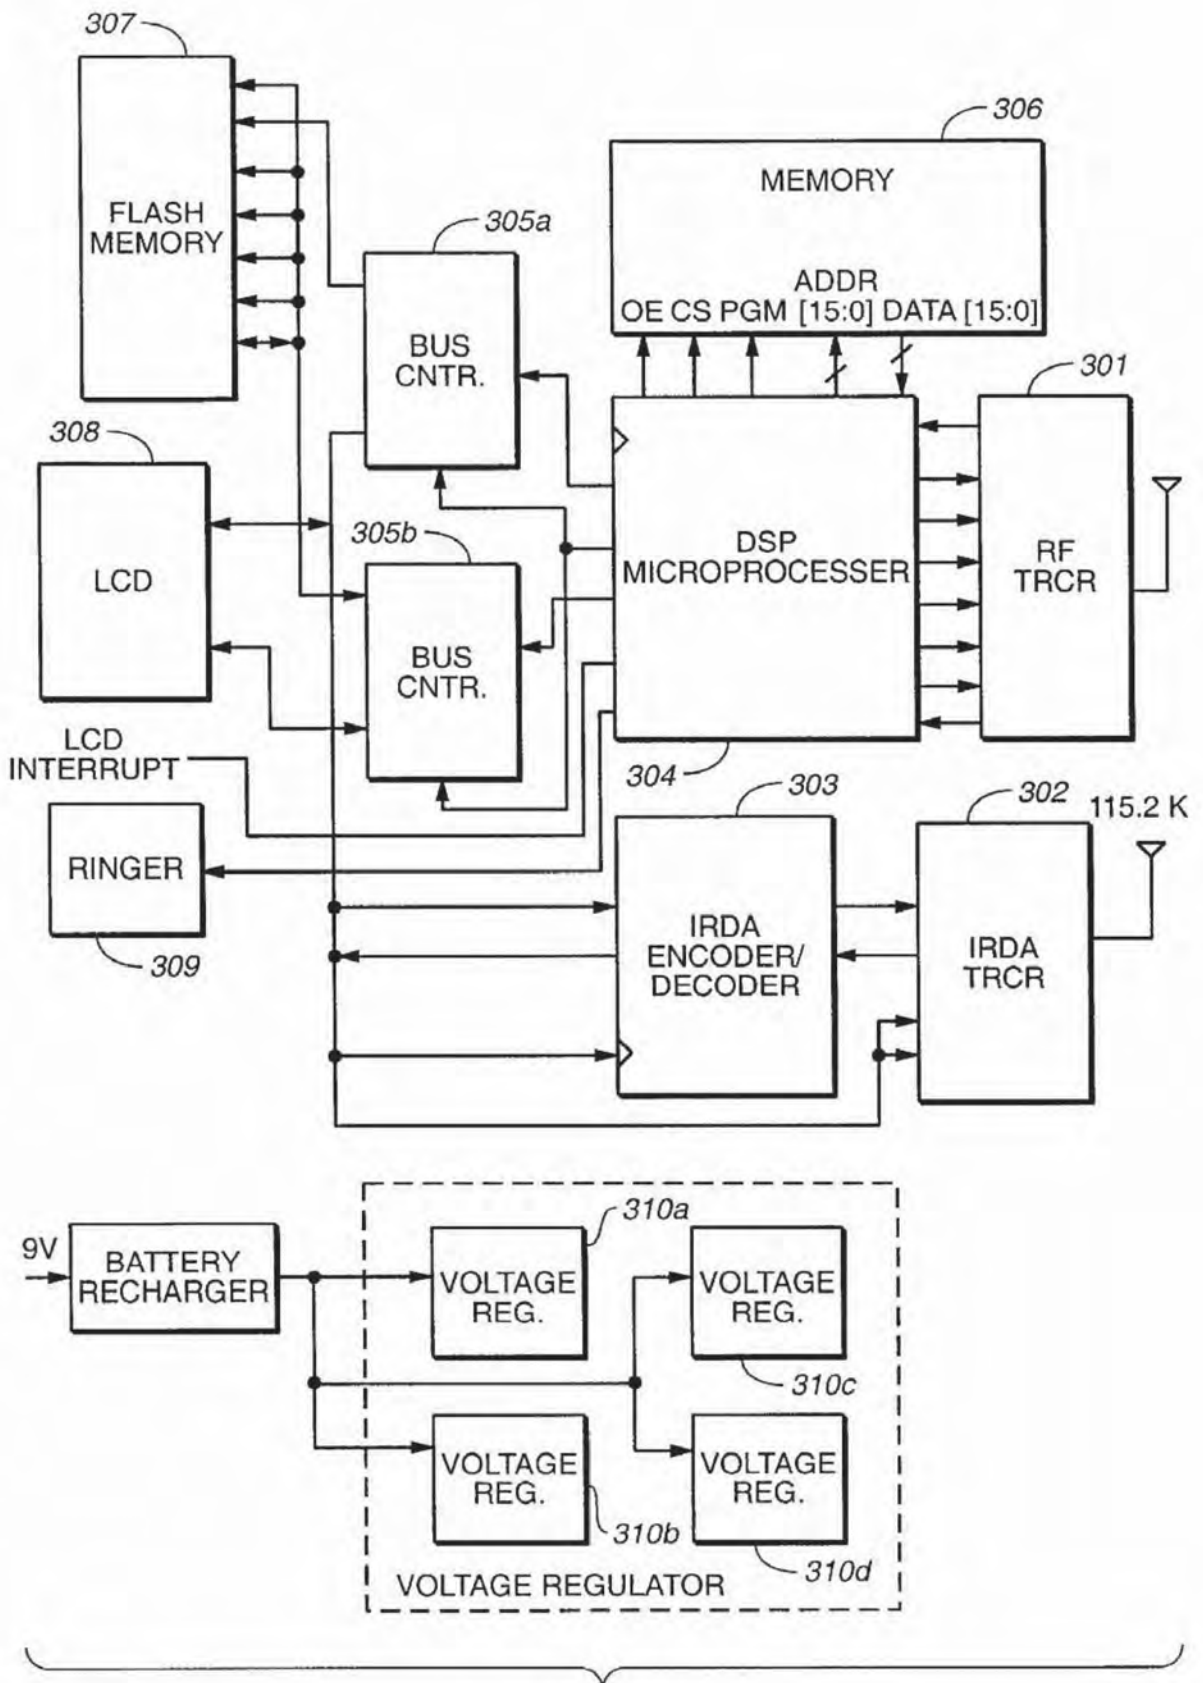 307
FLASH
MEMORY
306
MEMORY
ADDR
OE CS PGM [15:0] DATA [15:0]
305a
BUS
CNTR.
301
RF
TRCR
308
LCD
305b
BUS
CNTR.
DSP
MICROPROCESSER
304
LCD
INTERRUPT
303
302
115.2 K
RINGER
309
IRDA
ENCODER/
DECODER
IRDA
TRCR
9V
BATTERY
RECHARGER
310a
VOLTAGE
REG.
VOLTAGE
REG.
310c
VOLTAGE
REG.
310b
VOLTAGE
REG.
310d
VOLTAGE REGULATOR